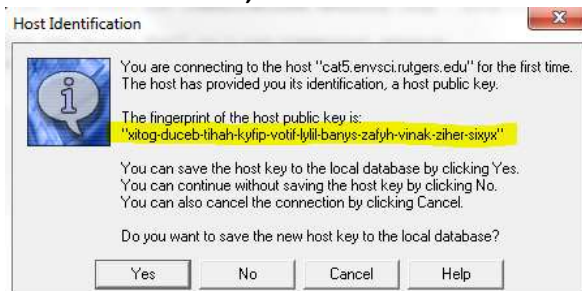 Host Identification
You are connecting to the host "cat5.envsci.rutgers.edu" for the first time.
The host has provided you its identification, a host public key.
The fingerprint of the host public key is:
"xitog-duceb-tihah-kyfip-votif-lylil-banys-zafyh-vinak-ziher-sixyx"
You can save the host key to the local database by clicking Yes.
You can continue without saving the host key by clicking No.
You can also cancel the connection by clicking Cancel.
Do you want to save the new host key to the local database?
Yes No Cancel Help